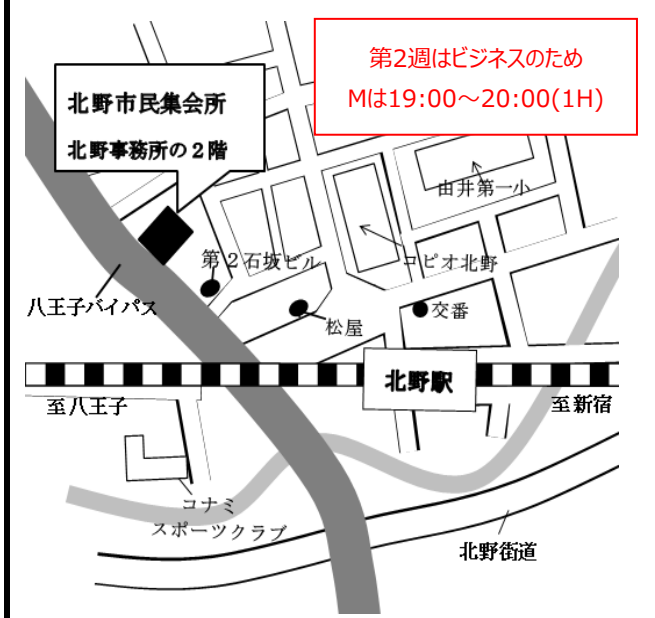 第2週はビジネスのため
Mは19:00～20:00(1H)
北野市民集会所
北野事務所の２階
由井第一小
第２石坂ビル
コピオ北野
八王子バイパス
松屋
交番
北野駅
至八王子
至新宿
コナミ
スポーツクラブ
北野街道